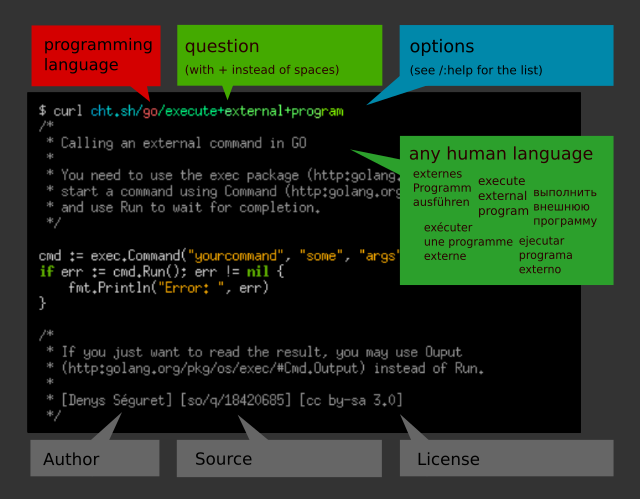 programming
language
question
(with + instead of spaces)
options
(see /:help for the list)
$ curl cht.sh/go/execute+external+program
/*
* Calling an external command in GO
*
* You need to use the exec package (http:golang.
* start a command using Command (http:golang.org
* and use Run to wait for completion.
*/
any human language
externes
Programm
ausführen
execute
external
program
выполнить
внешнюю
программу
exécuter
une programme
externe
ejecutar
programa
externo
cmd := exec.Command("yourcommand", "some", "args"
if err := cmd.Run(); err != nil {
fmt.Println("Error: ", err)
}
/*
* If you just want to read the result, you may use Ouput
* (http:golang.org/pkg/os/exec/#Cmd.Output) instead of Run.
*
* [Denys Séguret] [so/q/18420685] [cc by-sa 3.0]
*/
Author
Source
License